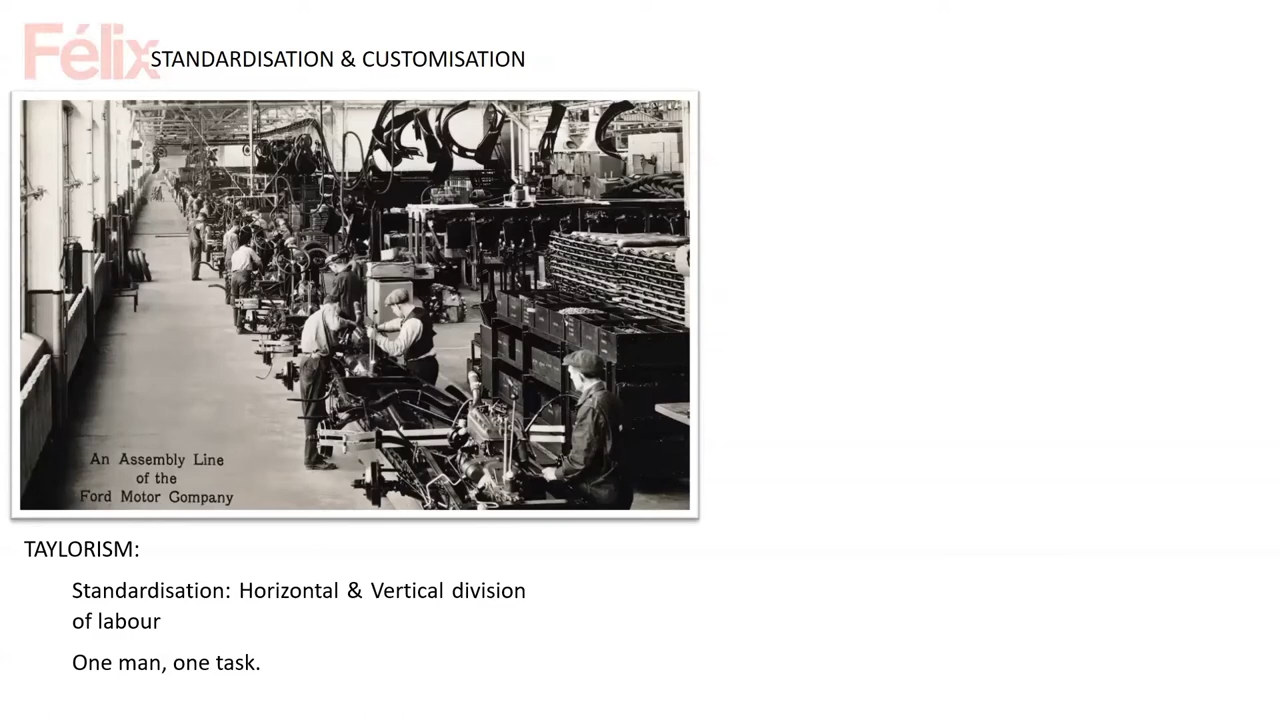 Félix
STANDARDISATION & CUSTOMISATION
An Assembly Line
of the
Ford Motor Company
TAYLORISM:
Standardisation: Horizontal & Vertical division
of labour
One man, one task.